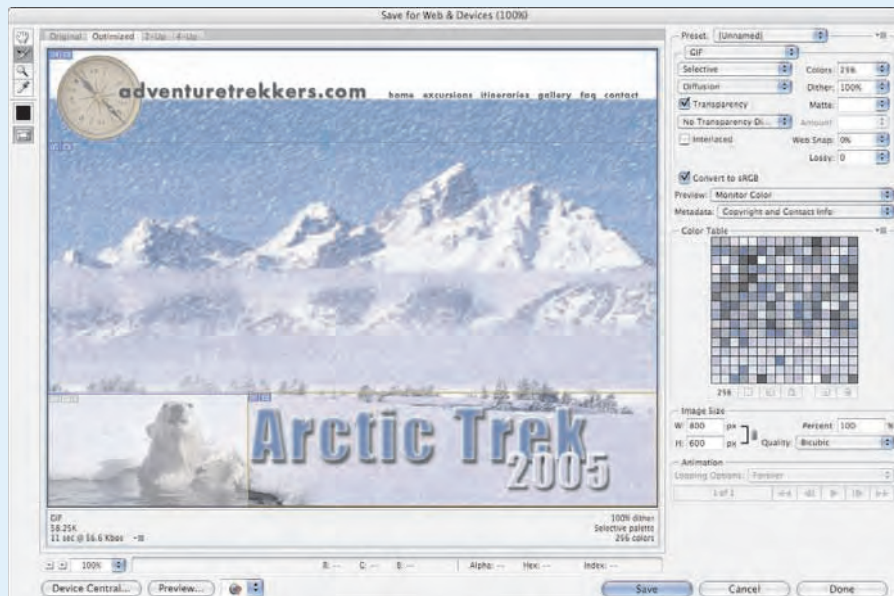 Save for Web & Devices (100%)
Original Optimized 2-Up 4-Up
adventuretrekkers.com
home excursions itineraries gallery faq contact
Arctic Trek
2005
GIF
58.25K
11 sec @ 56.6 Kbps
100% dither
Selective palette
256 colors
100%
R: -- G: -- B: -- Alpha: -- Hex: -- Index: --
Device Central... Preview... Save Cancel Done
Preset: [Unnamed]
GIF
Selective Colors: 256
Diffusion Dither: 100%
Transparency Matte:
No Transparency Di... Amount:
Interlaced Web Snap: 0%
Lossy: 0
Convert to sRGB
Preview: Monitor Color
Metadata: Copyright and Contact Info
Color Table
256
Image Size
W: 800 px Percent: 100 %
H: 600 px Quality: Bicubic
Animation
Looping Options: Forever
1 of 1